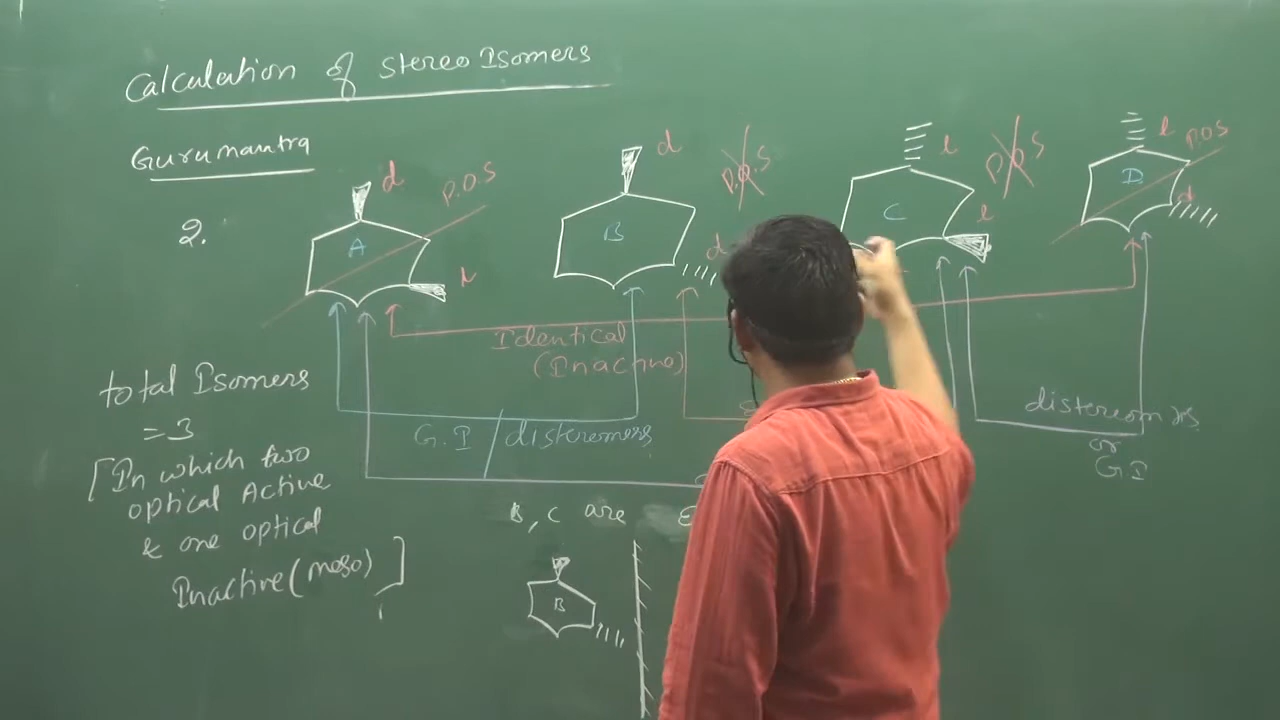 Calculation of stereo Isomers
Gurumantra
2.
d
P.O.S
A
l
d
P.O.S
B
d
l
P.O.S
C
l
l
P.O.S
D
d
Identical
(Inactive)
G.I / distereomers
distereomers
or
G.I
total Isomers
= 3
[In which two
optical Active
& one optical
Inactive (meso)]
B, C are E
B